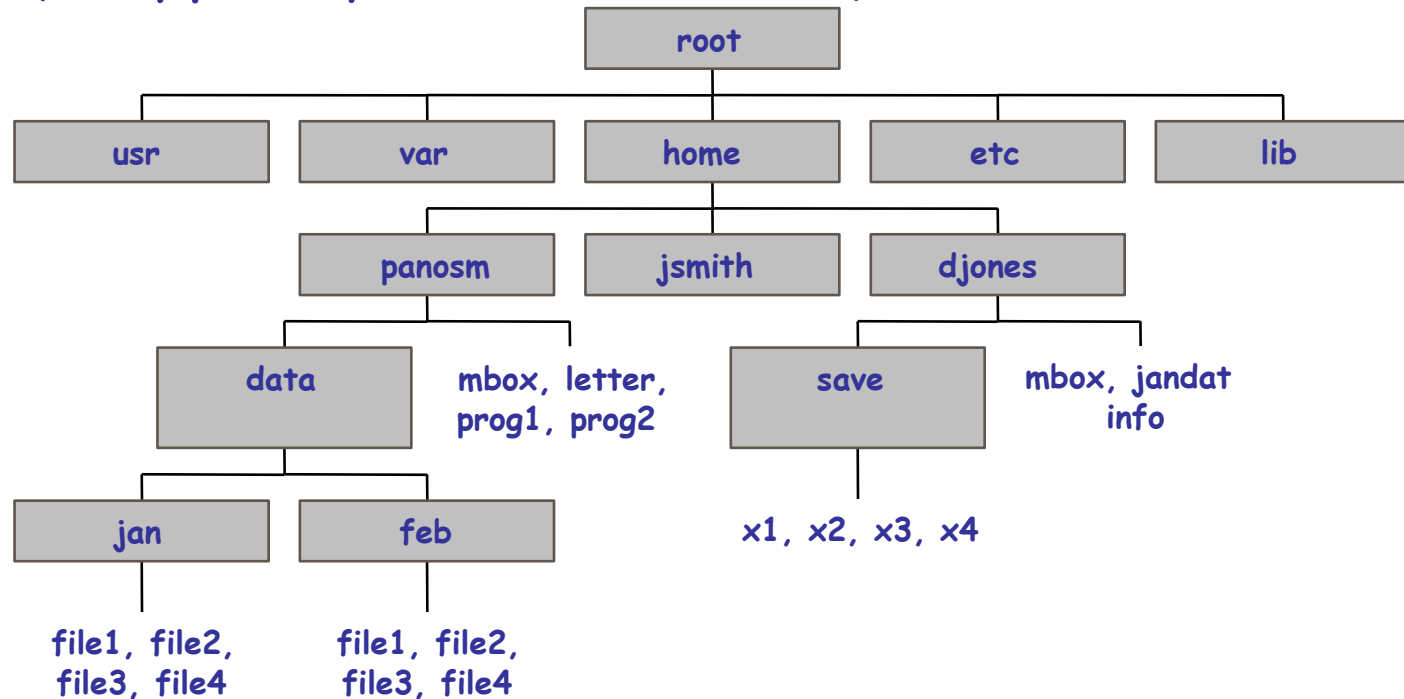 root
usr var home etc lib
panosm jsmith djones
data mbox, letter, save mbox, jandat
prog1, prog2 info
jan feb x1, x2, x3, x4
file1, file2, file1, file2,
file3, file4 file3, file4